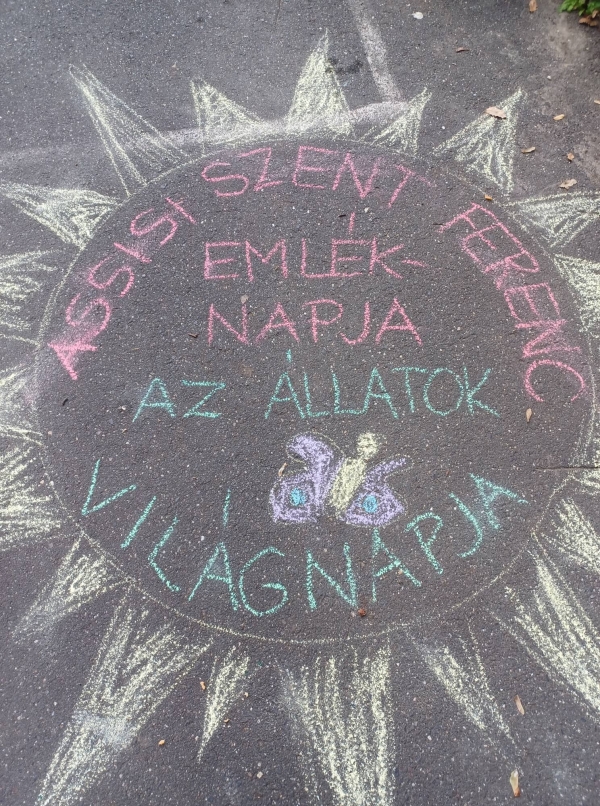 ASSISI SZENT FERENC
EMLÉK-
NAPJA
AZ ÁLLATOK
VILÁGNAPJA